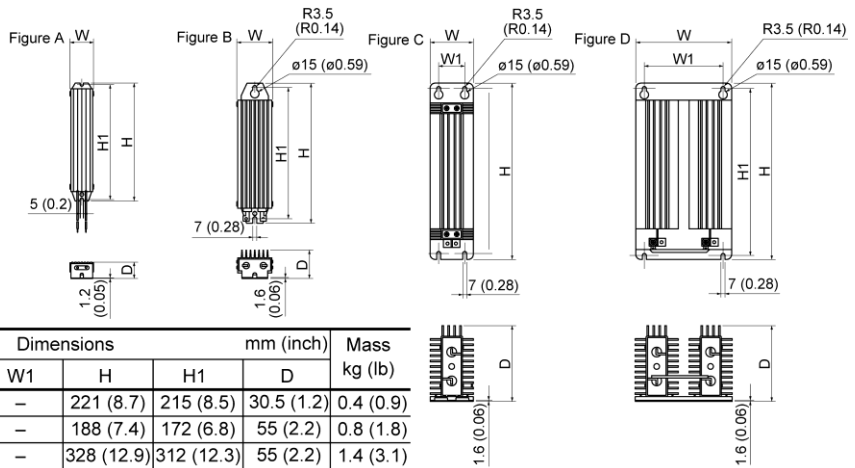 Figure A
W
H1
H
5 (0.2)
D
1.2
(0.05)
Figure B
W
R3.5
(R0.14)
ø15 (ø0.59)
H1
H
7 (0.28)
D
1.6
(0.06)
Figure C
W
W1
R3.5
(R0.14)
ø15 (ø0.59)
H
7 (0.28)
D
1.6 (0.06)
Figure D
W
W1
R3.5 (R0.14)
ø15 (ø0.59)
H1
H
7 (0.28)
D
1.6 (0.06)
Dimensions mm (inch) Mass
kg (lb)
W1 H H1 D
– 221 (8.7) 215 (8.5) 30.5 (1.2) 0.4 (0.9)
– 188 (7.4) 172 (6.8) 55 (2.2) 0.8 (1.8)
– 328 (12.9) 312 (12.3) 55 (2.2) 1.4 (3.1)